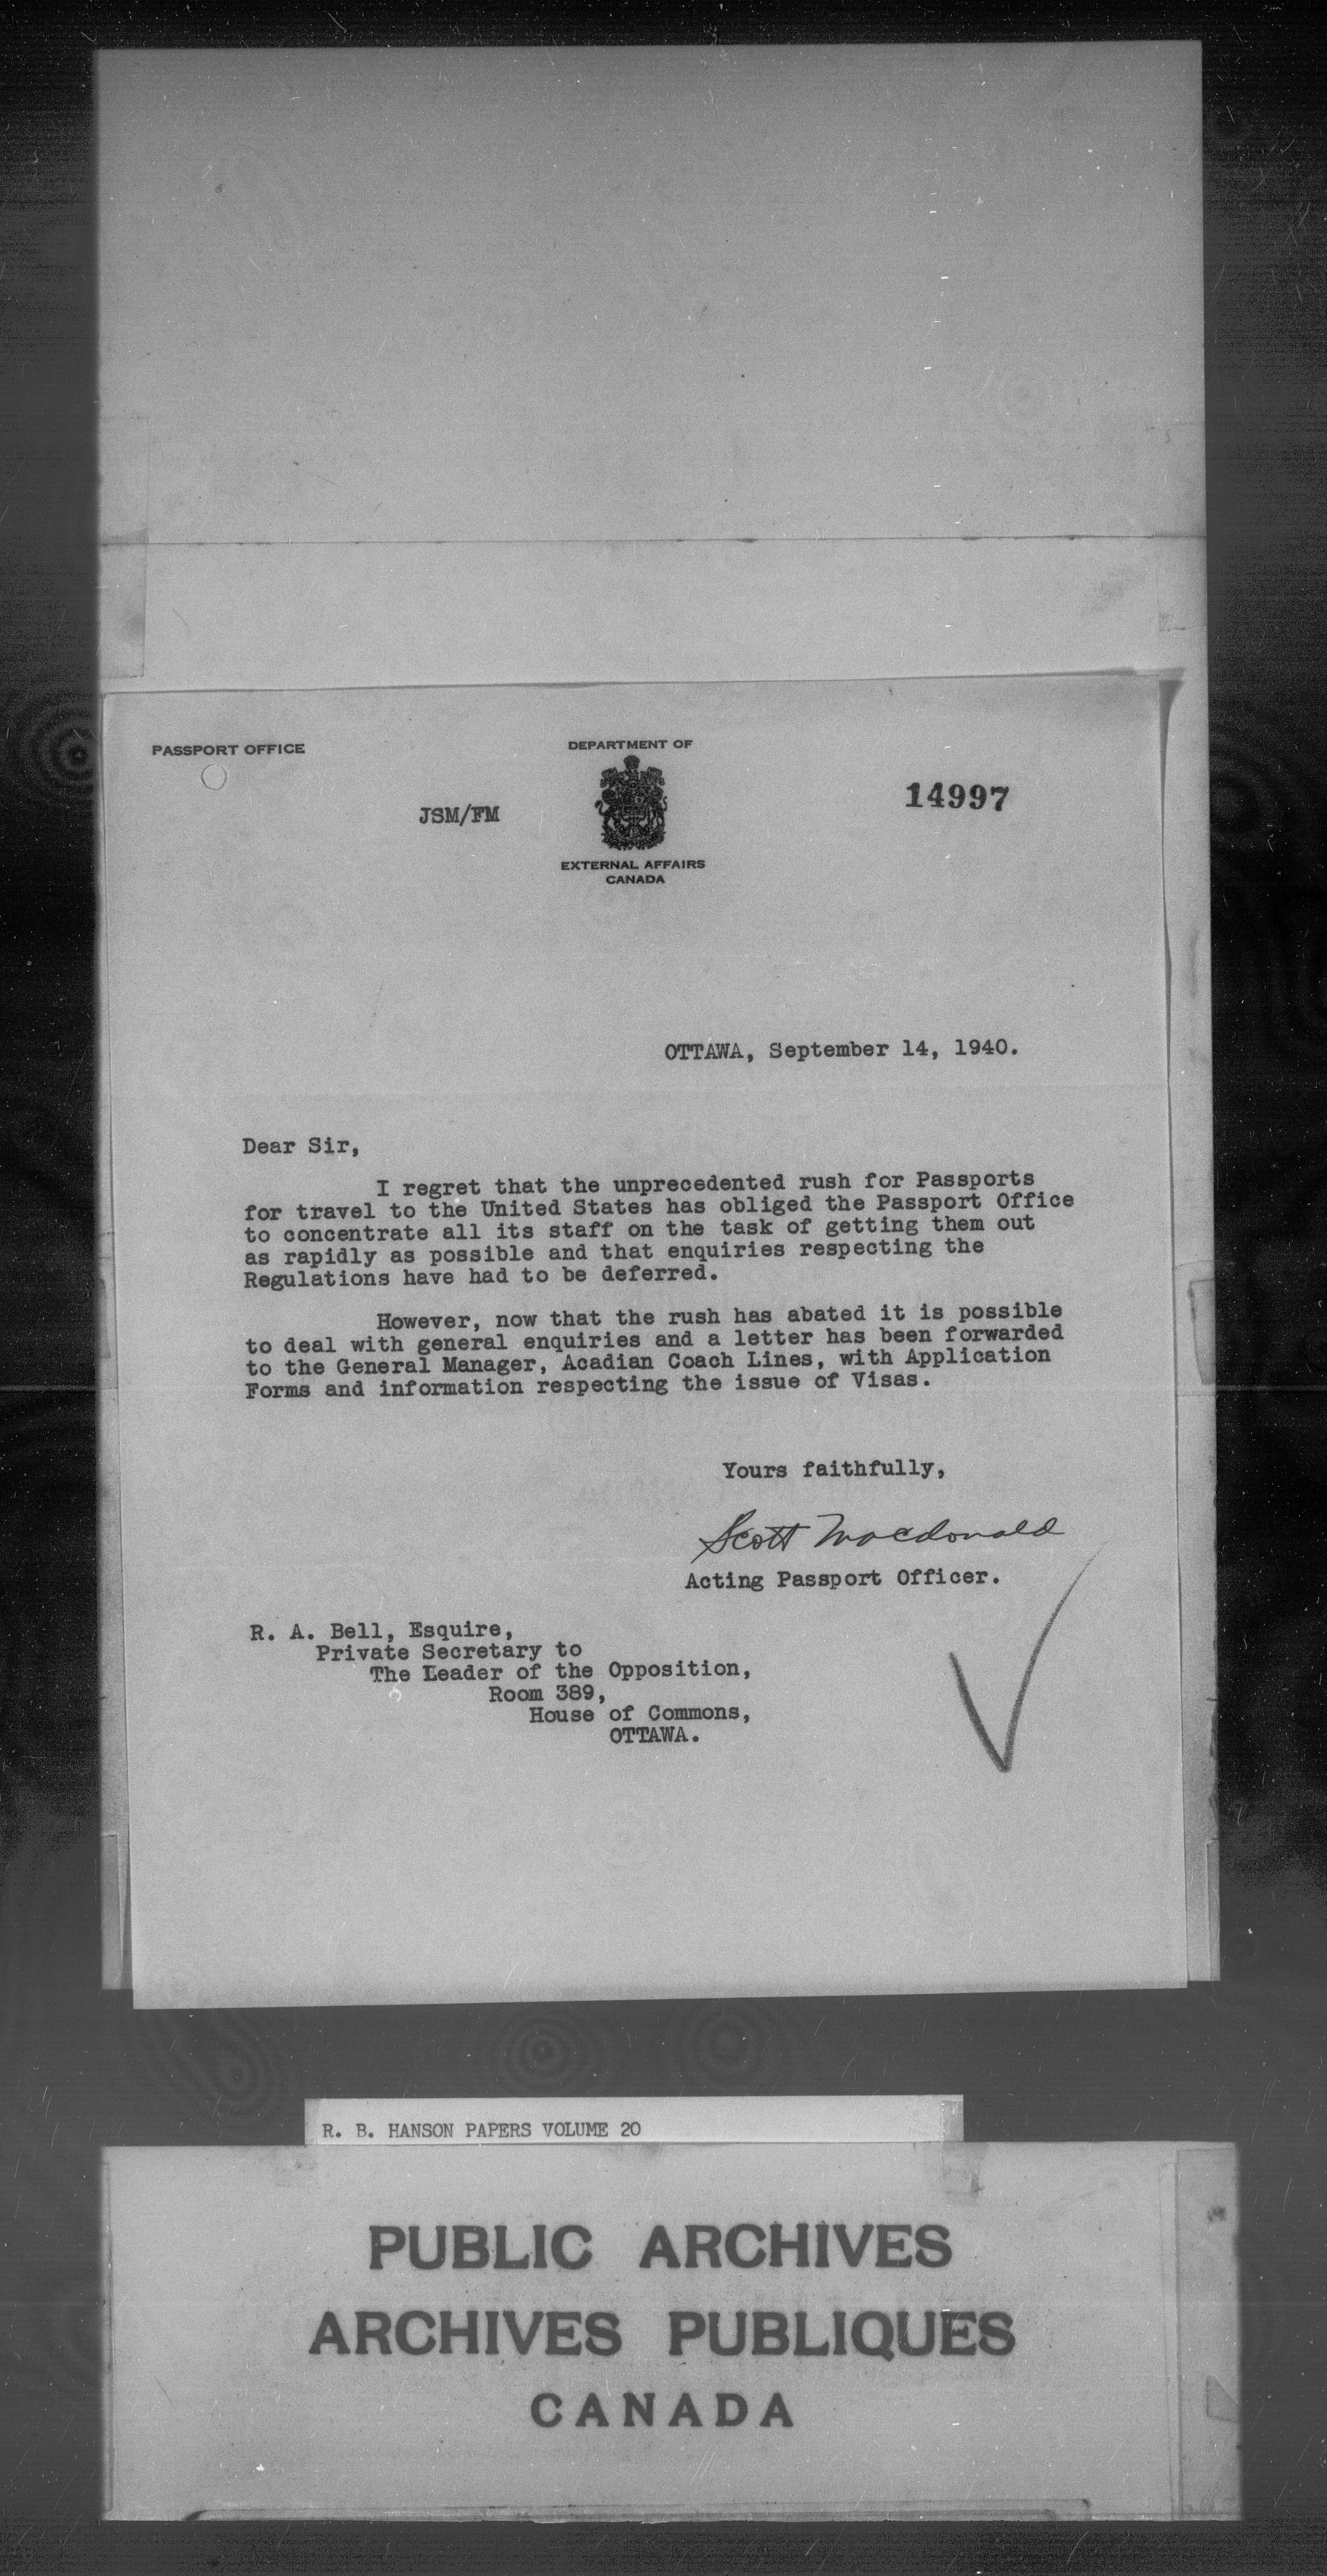 PASSPORT OFFICE
DEPARTMENT OF
JSM/FM
14997
EXTERNAL AFFAIRS
CANADA
OTTAWA, September 14, 1940.
Dear Sir,
I regret that the unprecedented rush for Passports
for travel to the United States has obliged the Passport Office
to concentrate all its staff on the task of getting them out
as rapidly as possible and that enquiries respecting the
Regulations have had to be deferred.
However, now that the rush has abated it is possible
to deal with general enquiries and a letter has been forwarded
to the General Manager, Acadian Coach Lines, with Application
Forms and information respecting the issue of Visas.
Yours faithfully,
Scott Macdonald
Acting Passport Officer.
R. A. Bell, Esquire,
Private Secretary to
The Leader of the Opposition,
Room 389,
House of Commons,
OTTAWA.
R. B. HANSON PAPERS VOLUME 20
PUBLIC ARCHIVES
ARCHIVES PUBLIQUES
CANADA